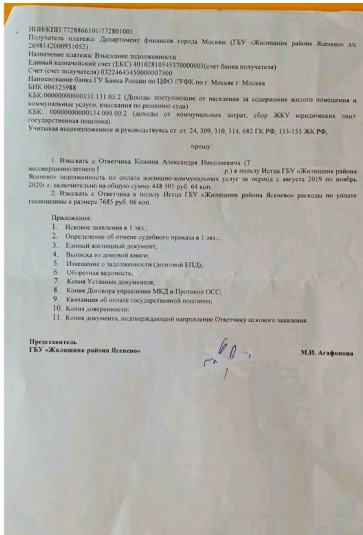 ИНН/КПП 7728866101/772801001
Получатель платежа: Департамент финансов города Москвы (ГБУ «Жилищник района Ясенево» л/с
2698142000931052)
Назначение платежа: Взыскание задолженности
Единый казначейский счет (ЕКС) 40102810545370000003(счет банка получателя)
Счет (счет получателя) 03224643450000007300
Наименование банка ГУ Банка России по ЦФО //УФК по г. Москве г. Москва
БИК 004525988
КБК:00000000000131.131.05.2 (Доходы поступающие от населения за содержание жилого помещения и
коммунальные услуги, взыскания по решению суда)
КБК: 00000000000134.000.00.2 (доходы от коммунальных затрат, сбор ЖКУ юридических лиц»
государственная пошлина).
Учитывая вышеизложенное и руководствуясь ст. ст. 24, 309, 310, 314, 682 ГК РФ, 153-155 ЖК РФ,
прошу:
1. Взыскать с Ответчика Кожина Александра Николаевича (Т
несовершеннолетнего I р.) в пользу Истца ГБУ «Жилищник района
Ясенево» задолженность по оплате жилищно-коммунальных услуг за период с августа 2019 по ноябрь
2020г.г. включительно на общую сумму 448 505 руб. 64 коп.
2. Взыскать с Ответчика в пользу Истца ГБУ «Жилищник района Ясенево» расходы по уплате
госпошлины в размере 7685 руб. 06 коп.
Приложения:
1. Исковое заявления в 1 экз.;
2. Определение об отмене судебного приказа в 1 экз.;
3. Единый жилищный документ;
4. Выписка из домовой книги;
5. Извещение о задолженности (долговой ЕПД);
6. Оборотная ведомость;
7. Копия Уставных документов;
8. Копия Договора управления МКД и Протокол ОСС;
9. Квитанция об оплате государственной пошлины;
10. Копия доверенности;
11. Копия документа, подтверждающий направление Ответчику искового заявления.
Представитель
ГБУ «Жилищник района Ясенево» М.И. Агафонова